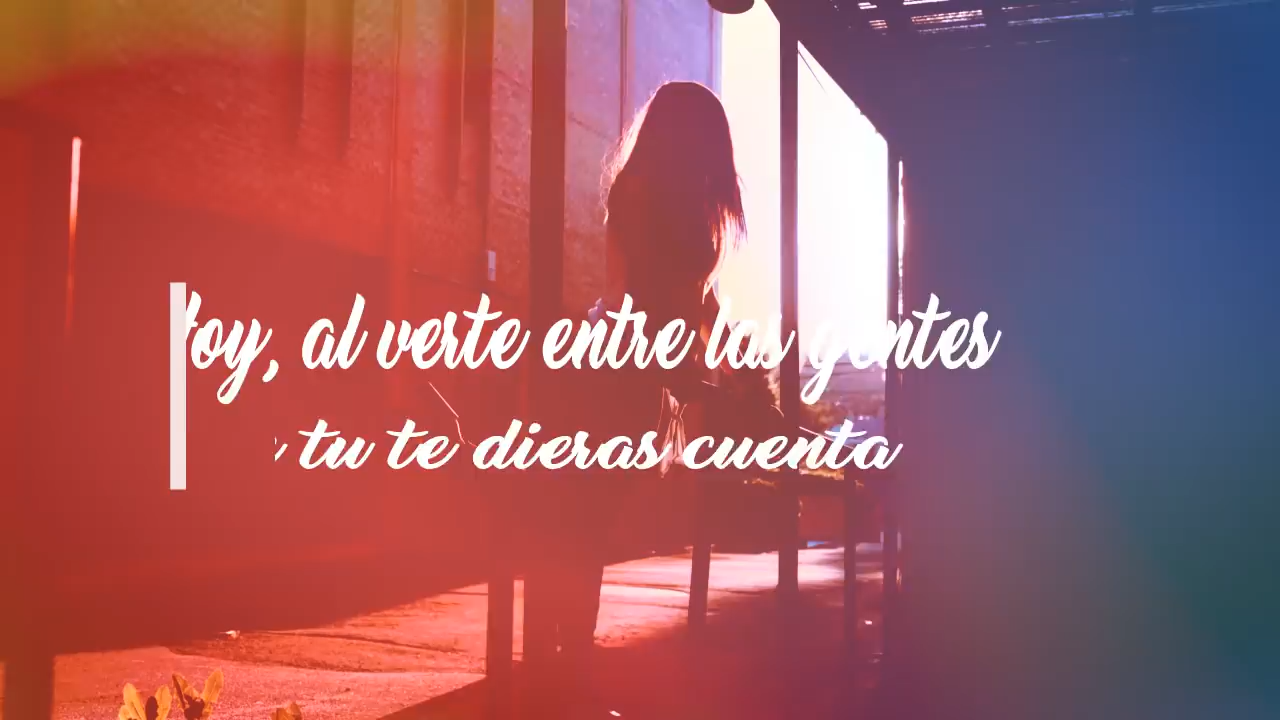 Hoy, al verte entre las gentes
tu te dieras cuenta